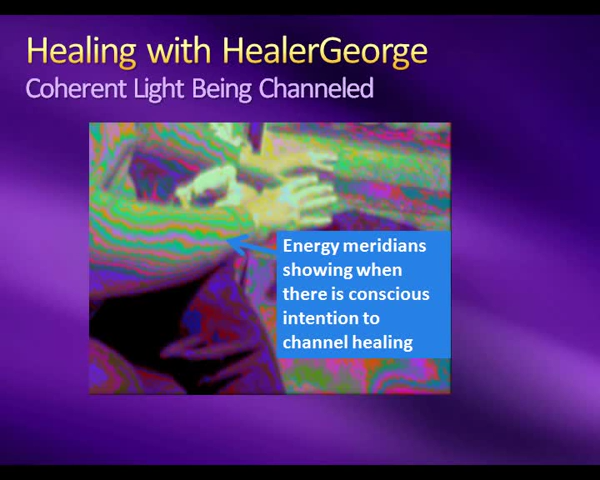 Healing with HealerGeorge
Coherent Light Being Channeled
Energy meridians
showing when
there is conscious
intention to
channel healing